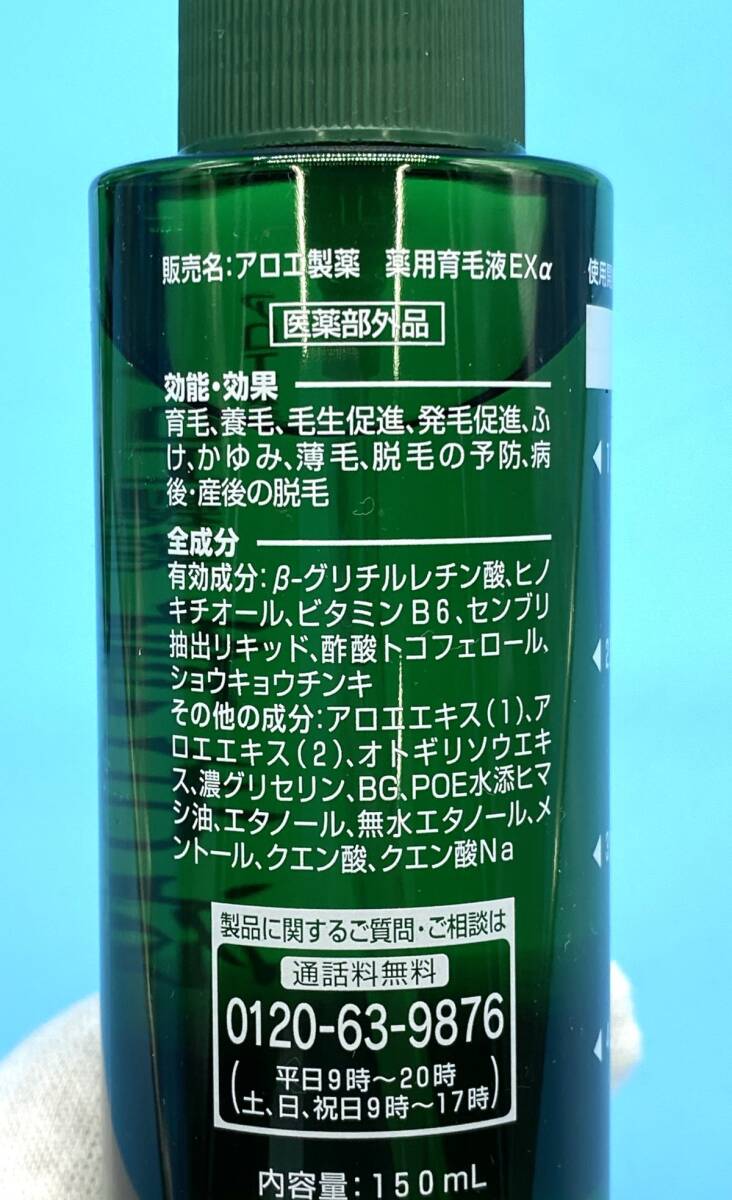 販売名:アロエ製薬 薬用育毛液EXα
医薬部外品
効能・効果
育毛、養毛、毛生促進、発毛促進、ふ
け、かゆみ、薄毛、脱毛の予防、病
後・産後の脱毛
全成分
有効成分:β-グリチルレチン酸、ヒノ
キチオール、ビタミンB6、センブリ
抽出リキッド、酢酸トコフェロール、
ショウキョウチンキ
その他の成分:アロエエキス(1)、ア
ロエエキス(2)、オトギリソウエキ
ス、濃グリセリン、BG、POE水添ヒマ
シ油、エタノール、無水エタノール、メ
ントール、クエン酸、クエン酸Na
製品に関するご質問・ご相談は
通話料無料
0120-63-9876
(平日9時〜20時
土、日、祝日9時〜17時)
内容量:150mL
使用
1
2
3
4